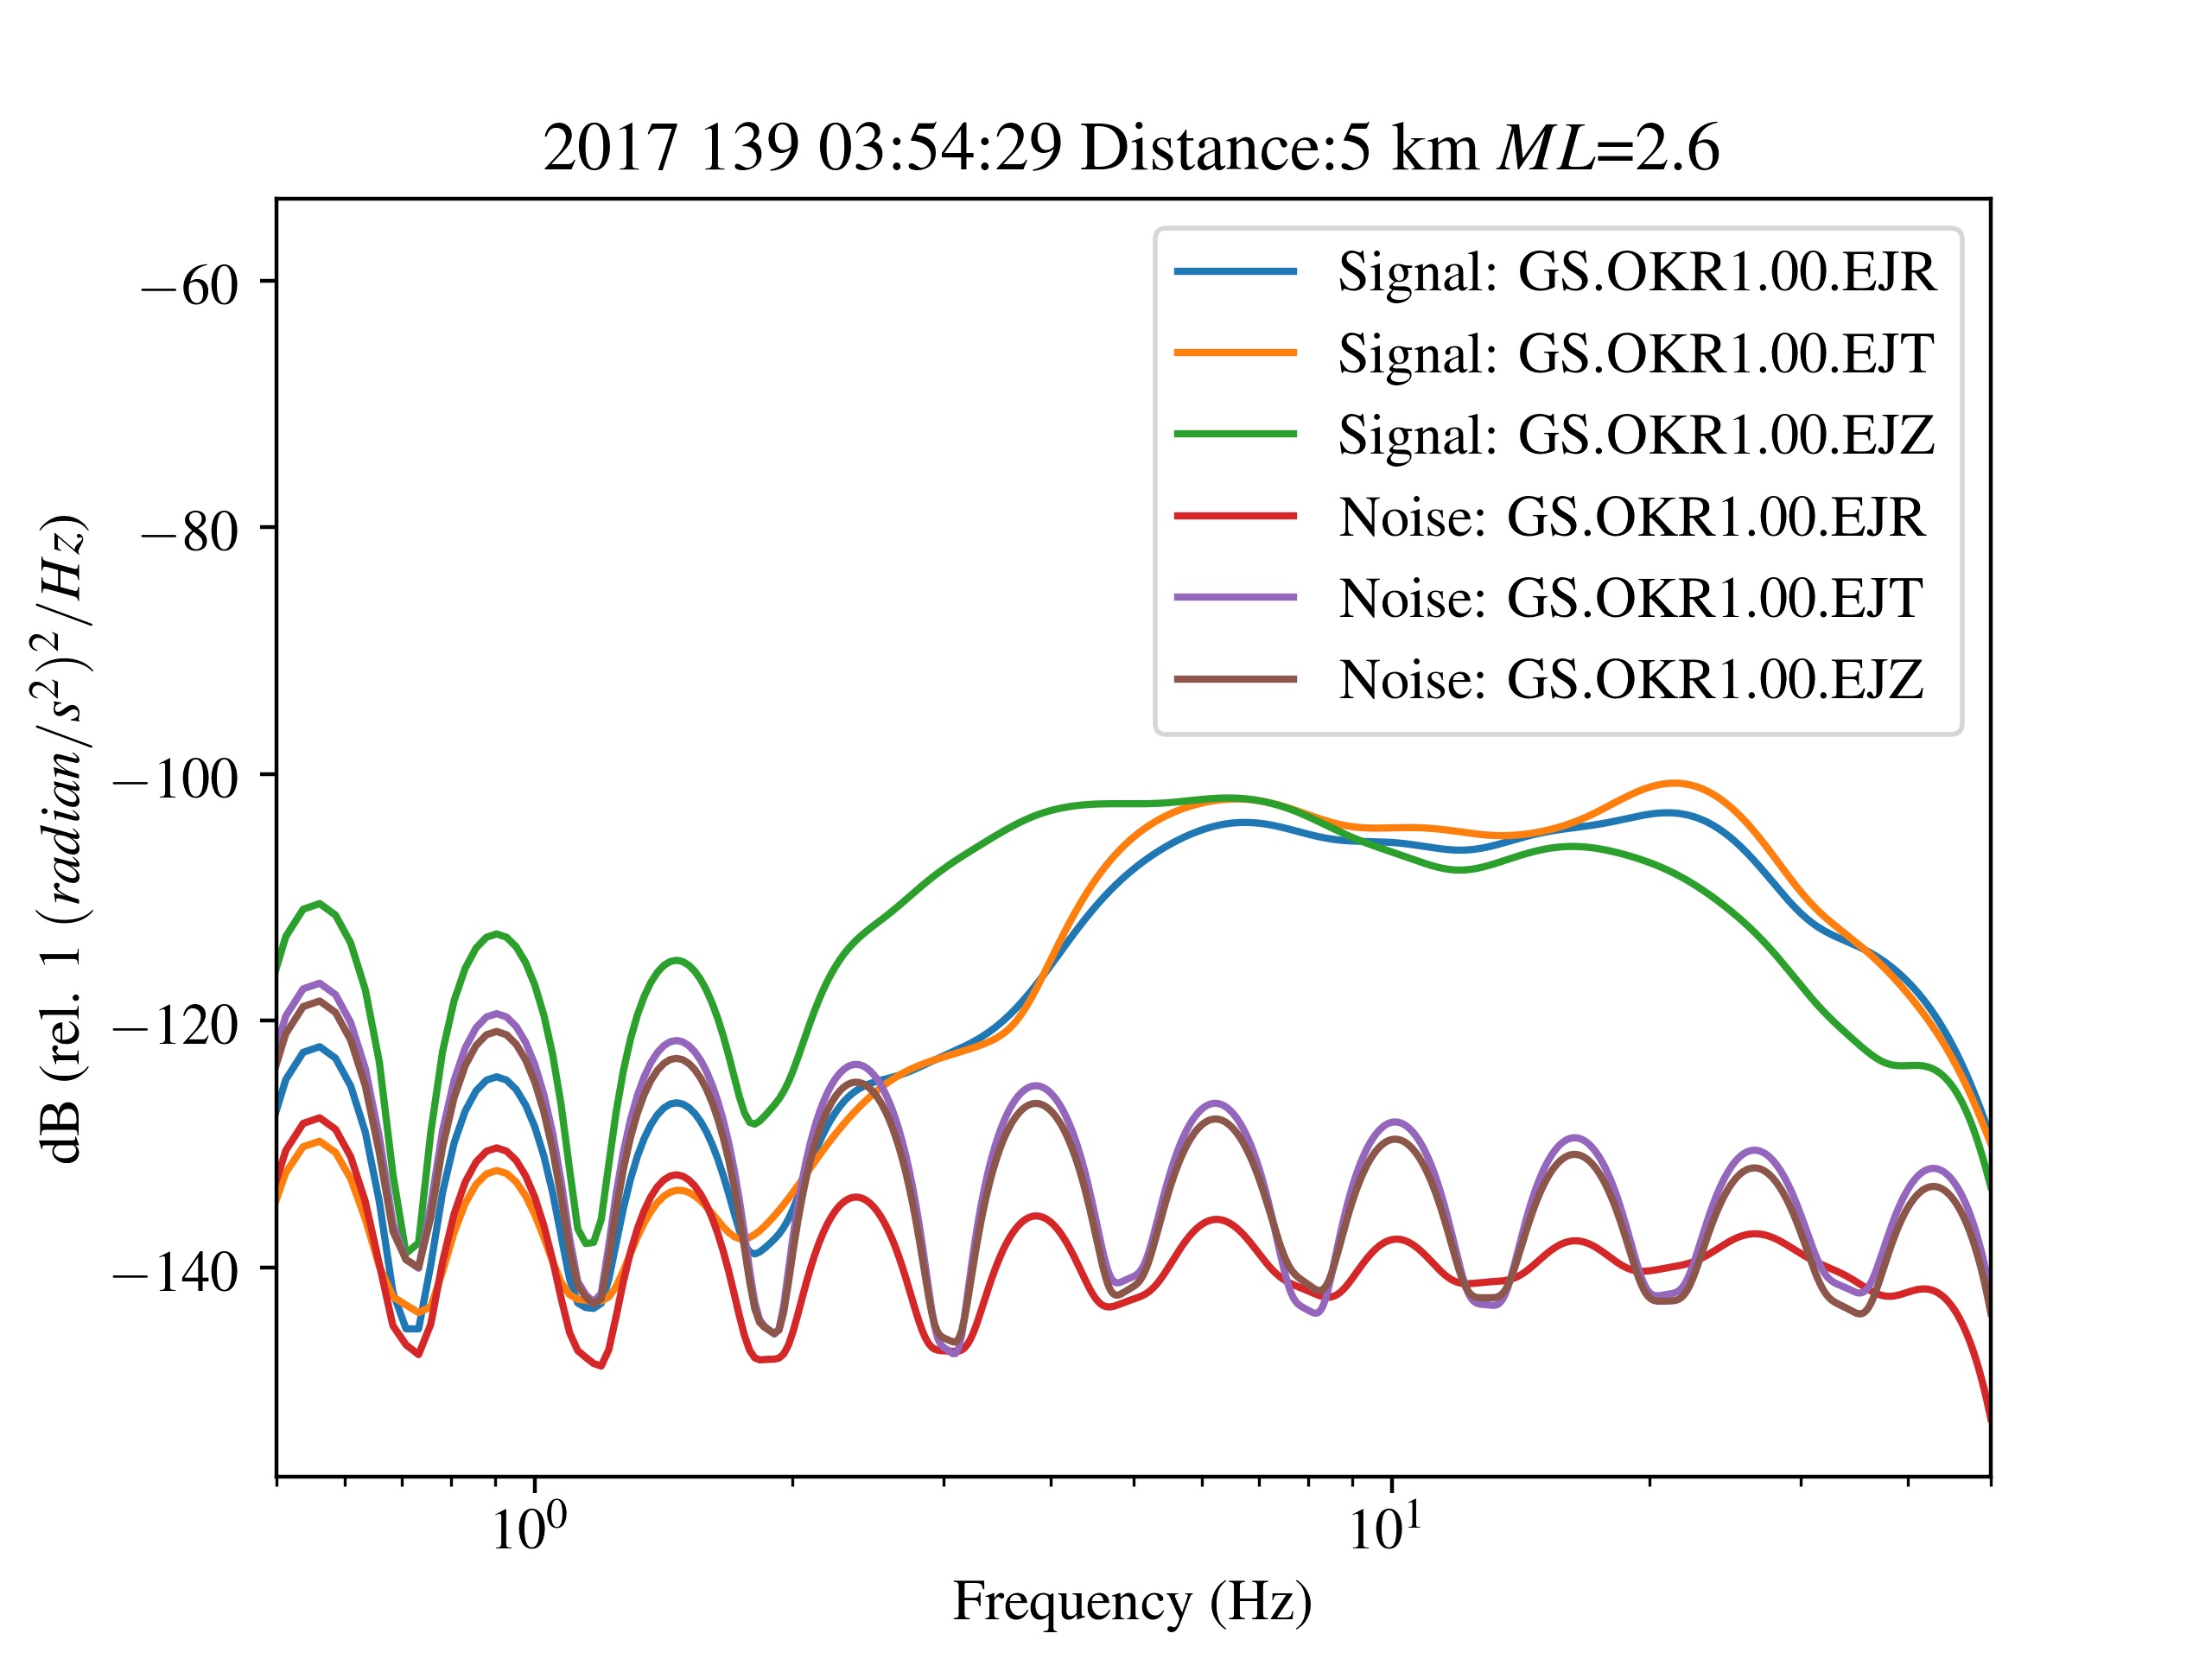 2017 139 03:54:29 Distance:5 km ML=2.6
Signal: GS.OKR1.00.EJR
Signal: GS.OKR1.00.EJT
Signal: GS.OKR1.00.EJZ
Noise: GS.OKR1.00.EJR
Noise: GS.OKR1.00.EJT
Noise: GS.OKR1.00.EJZ
dB (rel. 1 (radian/s²)²/Hz)
−60
−80
−100
−120
−140
10⁰ 10¹
Frequency (Hz)